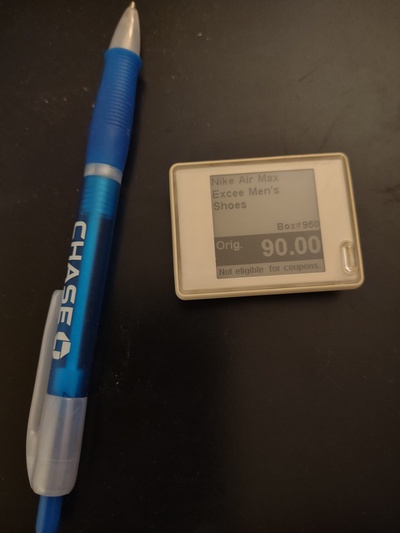 CHASE
Nike Air Max
Excee Men's
Shoes
Box#960
Orig. 90.00
Not eligible for coupons.